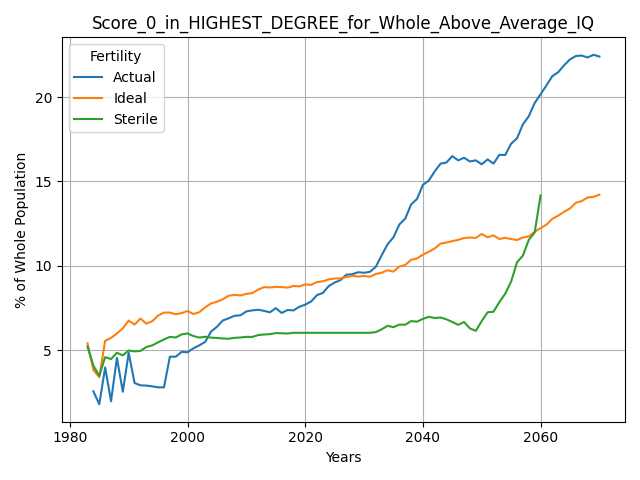 Score_0_in_HIGHEST_DEGREE_for_Whole_Above_Average_IQ
Fertility
Actual
Ideal
Sterile
% of Whole Population
20
15
10
5
1980
2000
2020
2040
2060
Years